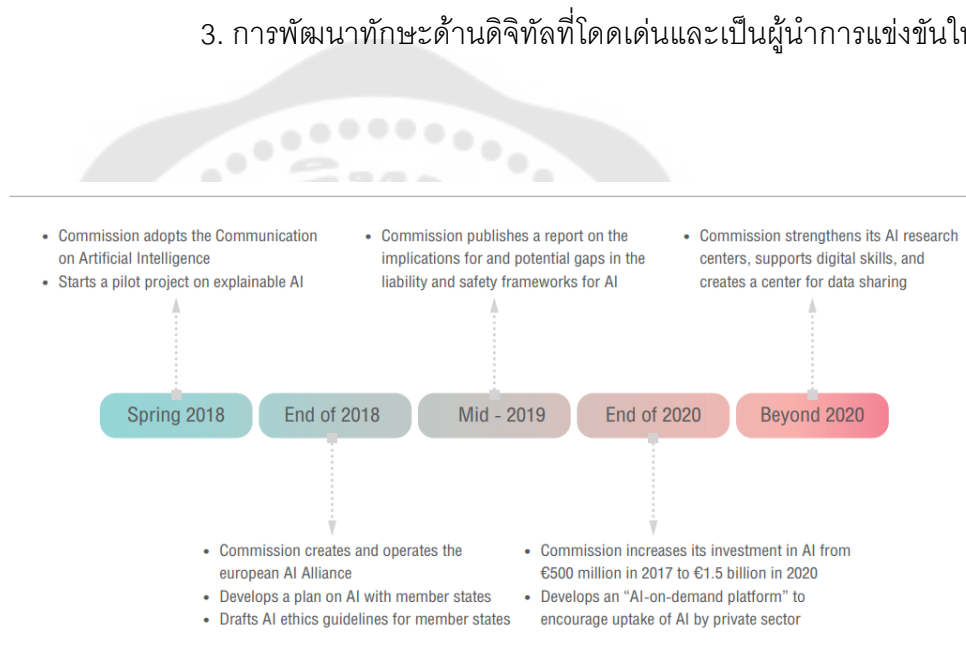 3. การพัฒนาทักษะด้านดิจิทัลที่โดดเด่นและเป็นผู้นำการแข่งขันใน
• Commission adopts the Communication
on Artificial Intelligence
• Starts a pilot project on explainable AI
• Commission publishes a report on the
implications for and potential gaps in the
liability and safety frameworks for AI
• Commission strengthens its AI research
centers, supports digital skills, and
creates a center for data sharing
Spring 2018
End of 2018
Mid - 2019
End of 2020
Beyond 2020
• Commission creates and operates the
european AI Alliance
• Develops a plan on AI with member states
• Drafts AI ethics guidelines for member states
• Commission increases its investment in AI from
€500 million in 2017 to €1.5 billion in 2020
• Develops an “AI-on-demand platform” to
encourage uptake of AI by private sector